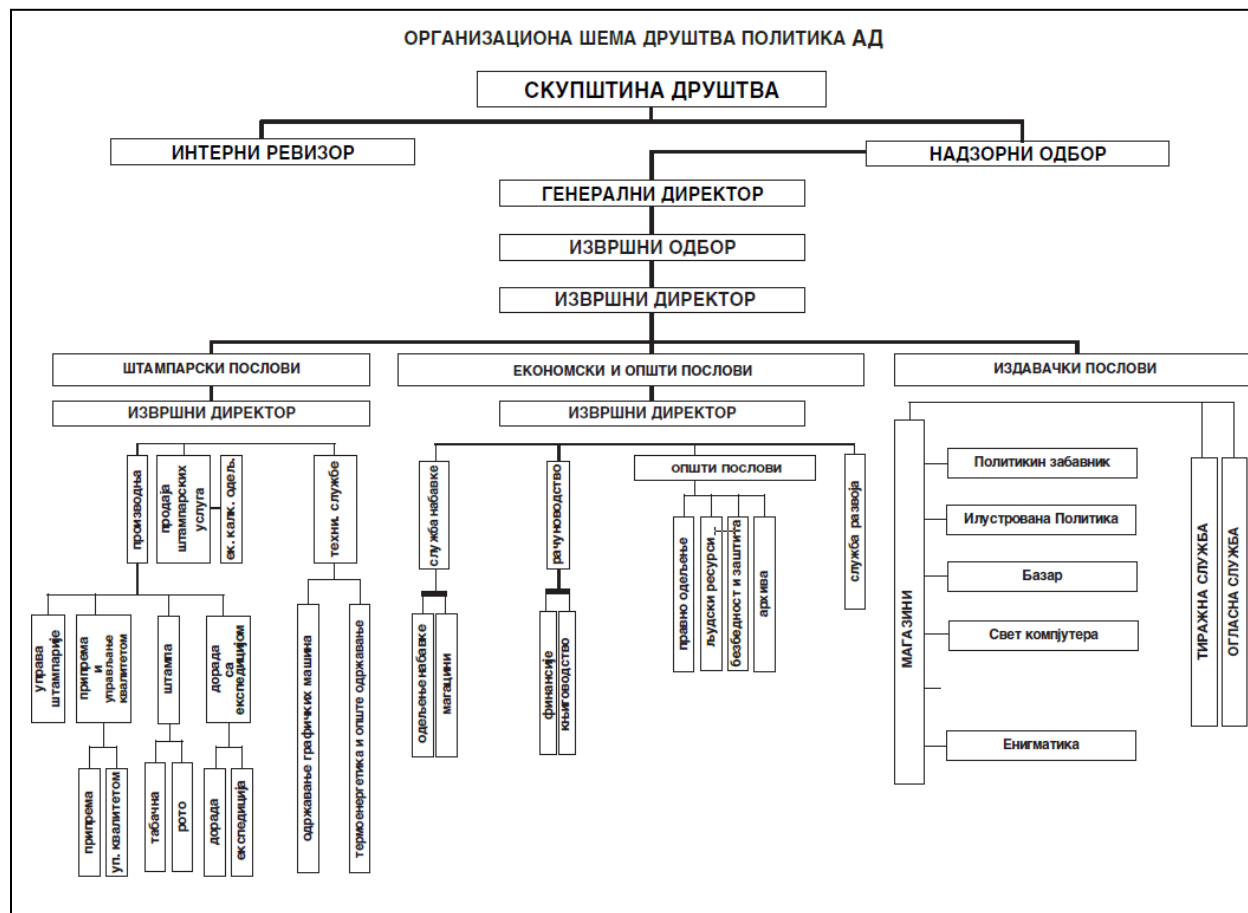 ОРГАНИЗАЦИОНА ШЕМА ДРУШТВА ПОЛИТИКА АД
СКУПШТИНА ДРУШТВА
ИНТЕРНИ РЕВИЗОР
НАДЗОРНИ ОДБОР
ГЕНЕРАЛНИ ДИРЕКТОР
ИЗВРШНИ ОДБОР
ИЗВРШНИ ДИРЕКТОР
ШТАМПАРСКИ ПОСЛОВИ
ЕКОНОМСКИ И ОПШТИ ПОСЛОВИ
ИЗДАВАЧКИ ПОСЛОВИ
ИЗВРШНИ ДИРЕКТОР
ИЗВРШНИ ДИРЕКТОР
производња
продаја
штампарских
услуга
ек. калк. одељ.
техни. службе
управа
штампарије
припрема
и
управљање
квалитетом
штампа
дорада
са
експедицијом
припрема
уп. квалитетом
табачна
рото
дорада
експедиција
одржавање графичких машина
термоенергетика и опште одржавање
служба набавке
рачуноводство
ОПШТИ ПОСЛОВИ
служба развоја
одељење набавке
магацини
финансије
књиговодство
правно одељење
људски ресурси
безбедност и заштита
архива
МАГАЗИНИ
Политикин забавник
Илустрована Политика
Базар
Свет компјутера
Енигматика
ТИРАЖНА СЛУЖБА
ОГЛАСНА СЛУЖБА